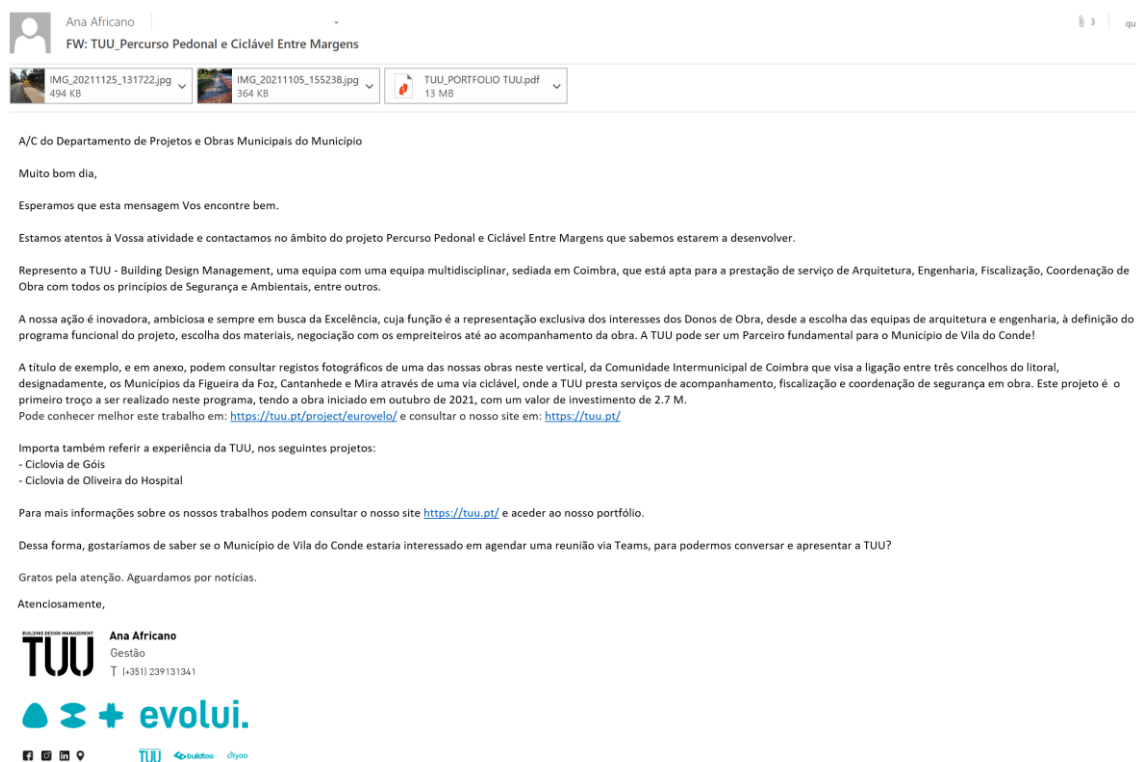 Ana Africano
3
qu
FW: TUU_Percurso Pedonal e Ciclável Entre Margens
IMG_20211125_131722.jpg
494 KB
IMG_20211105_155238.jpg
364 KB
TUU_PORTFOLIO TUU.pdf
13 MB
A/C do Departamento de Projetos e Obras Municipais do Município
Muito bom dia,
Esperamos que esta mensagem Vos encontre bem.
Estamos atentos à Vossa atividade e contactamos no âmbito do projeto Percurso Pedonal e Ciclável Entre Margens que sabemos estarem a desenvolver.
Represento a TUU - Building Design Management, uma equipa com uma equipa multidisciplinar, sediada em Coimbra, que está apta para a prestação de serviço de Arquitetura, Engenharia, Fiscalização, Coordenação de
Obra com todos os princípios de Segurança e Ambientais, entre outros.
A nossa ação é inovadora, ambiciosa e sempre em busca da Excelência, cuja função é a representação exclusiva dos interesses dos Donos de Obra, desde a escolha das equipas de arquitetura e engenharia, à definição do
programa funcional do projeto, escolha dos materiais, negociação com os empreiteiros até ao acompanhamento da obra. A TUU pode ser um Parceiro fundamental para o Município de Vila do Conde!
A título de exemplo, e em anexo, podem consultar registos fotográficos de uma das nossas obras neste vertical, da Comunidade Intermunicipal de Coimbra que visa a ligação entre três concelhos do litoral,
designadamente, os Municípios da Figueira da Foz, Cantanhede e Mira através de uma via ciclável, onde a TUU presta serviços de acompanhamento, fiscalização e coordenação de segurança em obra. Este projeto é o
primeiro troço a ser realizado neste programa, tendo a obra iniciado em outubro de 2021, com um valor de investimento de 2.7 M.
Pode conhecer melhor este trabalho em: https://tuu.pt/project/eurovelo/ e consultar o nosso site em: https://tuu.pt/
Importa também referir a experiência da TUU, nos seguintes projetos:
- Ciclovia de Góis
- Ciclovia de Oliveira do Hospital
Para mais informações sobre os nossos trabalhos podem consultar o nosso site https://tuu.pt/ e aceder ao nosso portfólio.
Dessa forma, gostaríamos de saber se o Município de Vila do Conde estaria interessado em agendar uma reunião via Teams, para podermos conversar e apresentar a TUU?
Gratos pela atenção. Aguardamos por notícias.
Atenciosamente,
BUILDING DESIGN MANAGEMENT
TUU
Ana Africano
Gestão
T (+351) 239131341
evolui.
TUU buildtoo cityoo